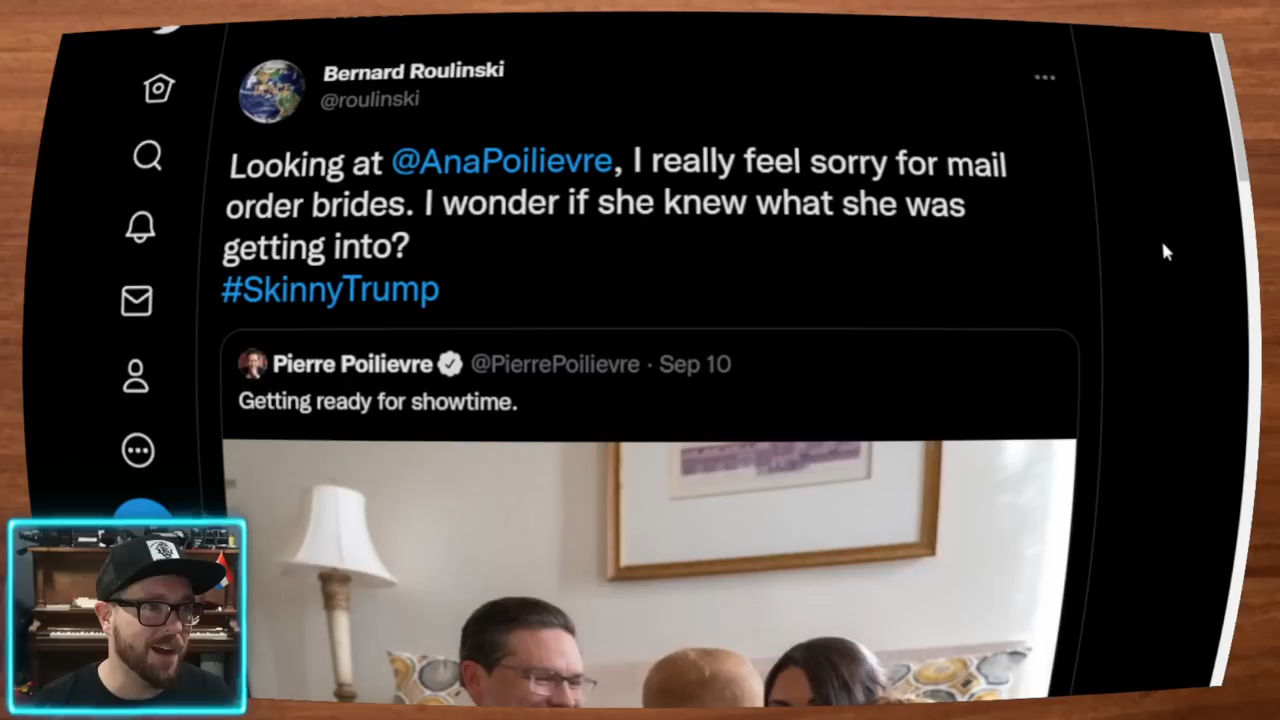 Bernard Roulinski
@roulinski
Looking at @AnaPoilievre, I really feel sorry for mail
order brides. I wonder if she knew what she was
getting into?
#SkinnyTrump
Pierre Poilievre @PierrePoilievre · Sep 10
Getting ready for showtime.